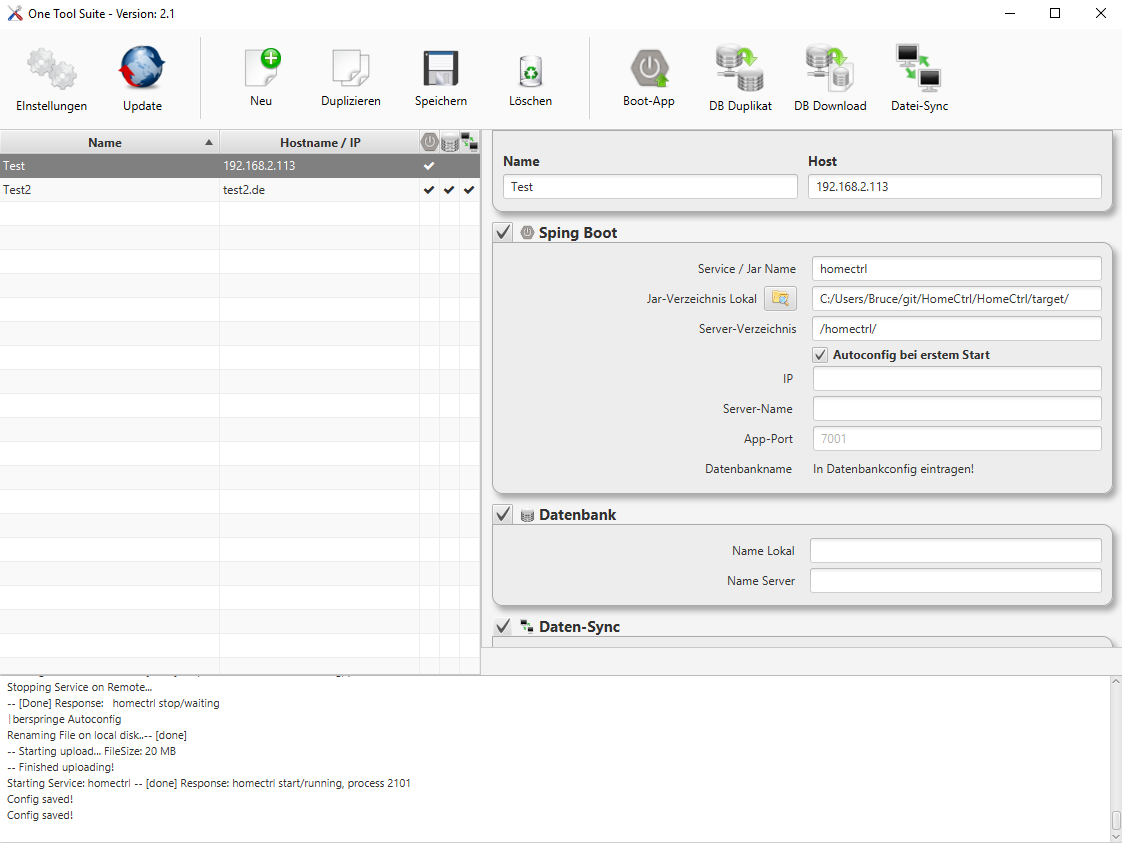 One Tool Suite - Version: 2.1
EInstellungen
Update
Neu
Duplizieren
Speichern
Löschen
Boot-App
DB Duplikat
DB Download
Datei-Sync
Name
Hostname / IP
Test
192.168.2.113
Test2
test2.de
Name
Host
Test
192.168.2.113
Sping Boot
Service / Jar Name
homectrl
Jar-Verzeichnis Lokal
C:/Users/Bruce/git/HomeCtrl/HomeCtrl/target/
Server-Verzeichnis
/homectrl/
Autoconfig bei erstem Start
IP
Server-Name
App-Port
7001
Datenbankname
In Datenbankconfig eintragen!
Datenbank
Name Lokal
Name Server
Daten-Sync
Stopping Service on Remote...
-- [Done] Response: homectrl stop/waiting
berspringe Autoconfig
Renaming File on local disk..-- [done]
-- Starting upload... FileSize: 20 MB
-- Finished uploading!
Starting Service: homectrl -- [done] Response: homectrl start/running, process 2101
Config saved!
Config saved!